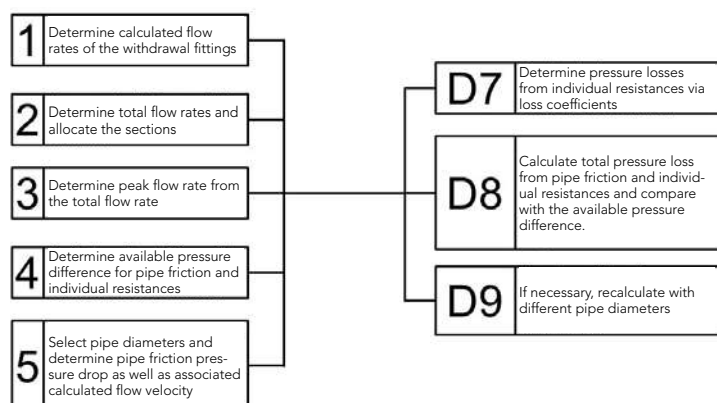 1
Determine calculated flow
rates of the withdrawal fittings
2
Determine total flow rates and
allocate the sections
3
Determine peak flow rate from
the total flow rate
4
Determine available pressure
difference for pipe friction and
individual resistances
5
Select pipe diameters and
determine pipe friction pres-
sure drop as well as associated
calculated flow velocity
D7
Determine pressure losses
from individual resistances via
loss coefficients
D8
Calculate total pressure loss
from pipe friction and individ-
ual resistances and compare
with the available pressure
difference.
D9
If necessary, recalculate with
different pipe diameters